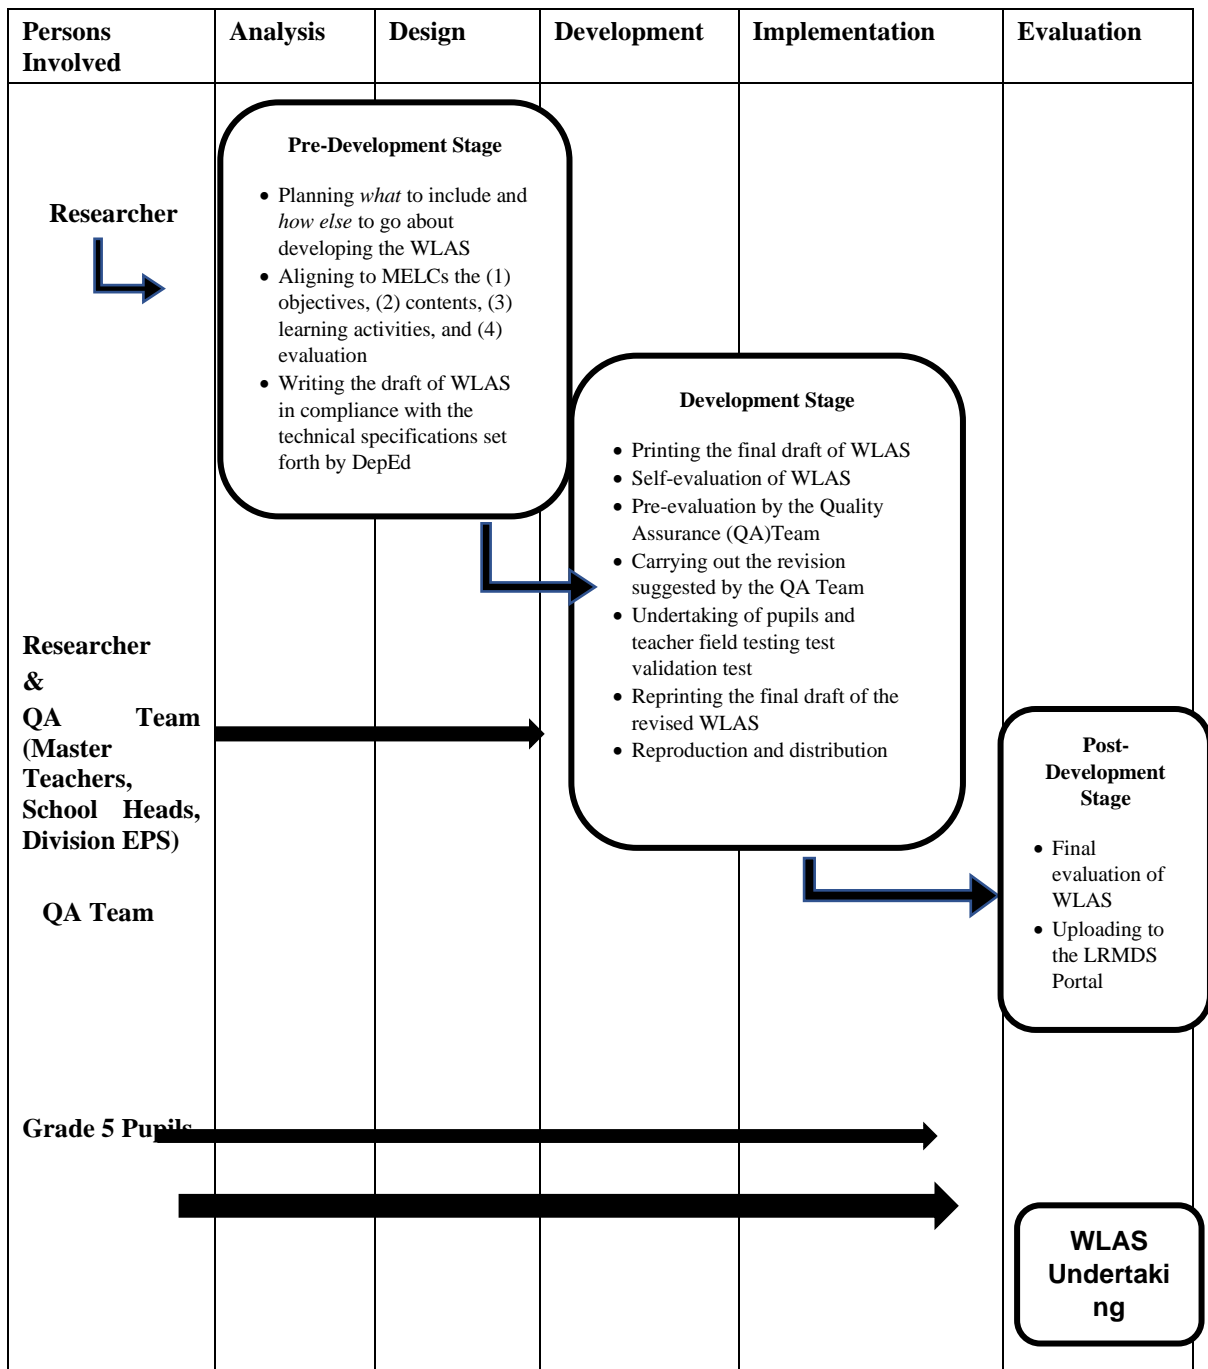 Persons Involved
Analysis
Design
Development
Implementation
Evaluation
Pre-Development Stage
• Planning what to include and
how else to go about
developing the WLAS
• Aligning to MELCs the (1)
objectives, (2) contents, (3)
learning activities, and (4)
evaluation
• Writing the draft of WLAS
in compliance with the
technical specifications set
forth by DepEd
Researcher
Development Stage
• Printing the final draft of WLAS
• Self-evaluation of WLAS
• Pre-evaluation by the Quality
Assurance (QA)Team
• Carrying out the revision
suggested by the QA Team
• Undertaking of pupils and
teacher field testing test
validation test
• Reprinting the final draft of the
revised WLAS
• Reproduction and distribution
Researcher
&
QA Team
(Master
Teachers,
School Heads,
Division EPS)
Post-
Development
Stage
• Final
evaluation of
WLAS
• Uploading to
the LRMDS
Portal
QA Team
Grade 5 Pupils
WLAS
Undertaki
ng